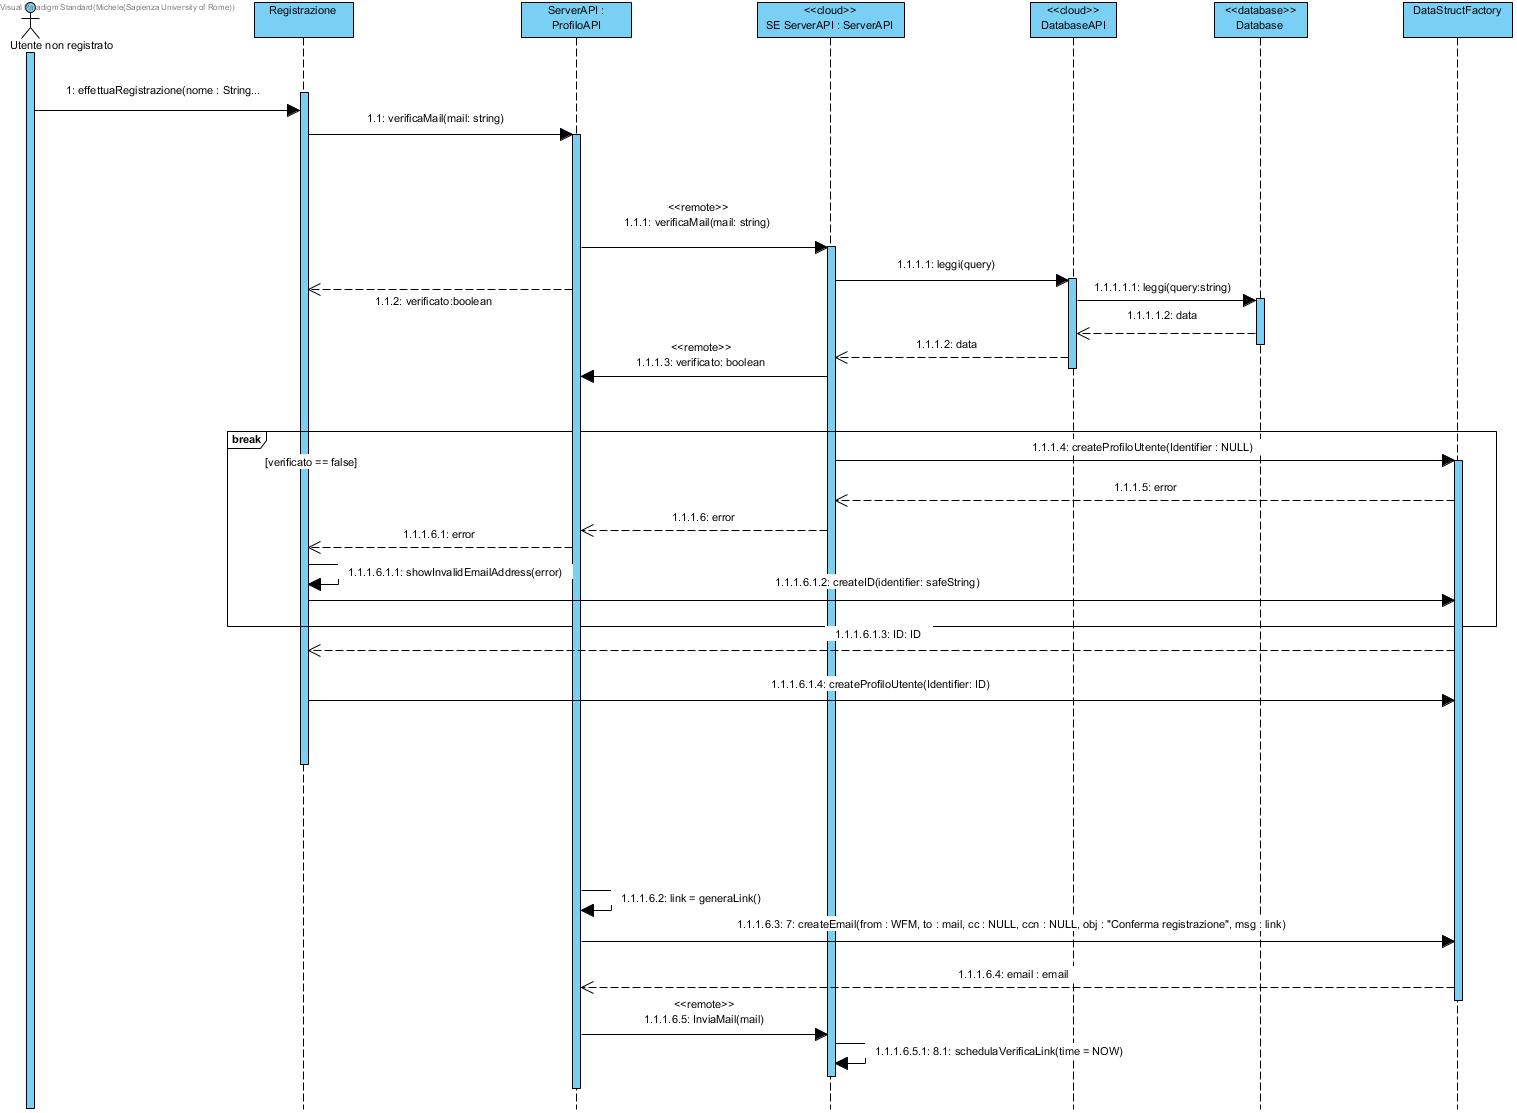 Visual Paradigm Standard(Michele(Sapienza University of Rome))
Utente non registrato
Registrazione
ServerAPI :
ProfiloAPI
<<cloud>>
SE ServerAPI : ServerAPI
<<cloud>>
DatabaseAPI
<<database>>
Database
DataStructFactory
1: effettuaRegistrazione(nome : String...
1.1: verificaMail(mail: string)
<<remote>>
1.1.1: verificaMail(mail: string)
1.1.1.1: leggi(query)
1.1.1.1.1: leggi(query:string)
1.1.2: verificato:boolean
1.1.1.1.2: data
1.1.1.2: data
<<remote>>
1.1.1.3: verificato: boolean
break
[verificato == false]
1.1.1.4: createProfiloUtente(Identifier : NULL)
1.1.1.5: error
1.1.1.6: error
1.1.1.6.1: error
1.1.1.6.1.1: showInvalidEmailAddress(error)
1.1.1.6.1.2: createID(identifier: safeString)
1.1.1.6.1.3: ID: ID
1.1.1.6.1.4: createProfiloUtente(Identifier: ID)
1.1.1.6.2: link = generaLink()
1.1.1.6.3: 7: createEmail(from : WFM, to : mail, cc : NULL, ccn : NULL, obj : "Conferma registrazione", msg : link)
1.1.1.6.4: email : email
<<remote>>
1.1.1.6.5: InviaMail(mail)
1.1.1.6.5.1: 8.1: schedulaVerificaLink(time = NOW)